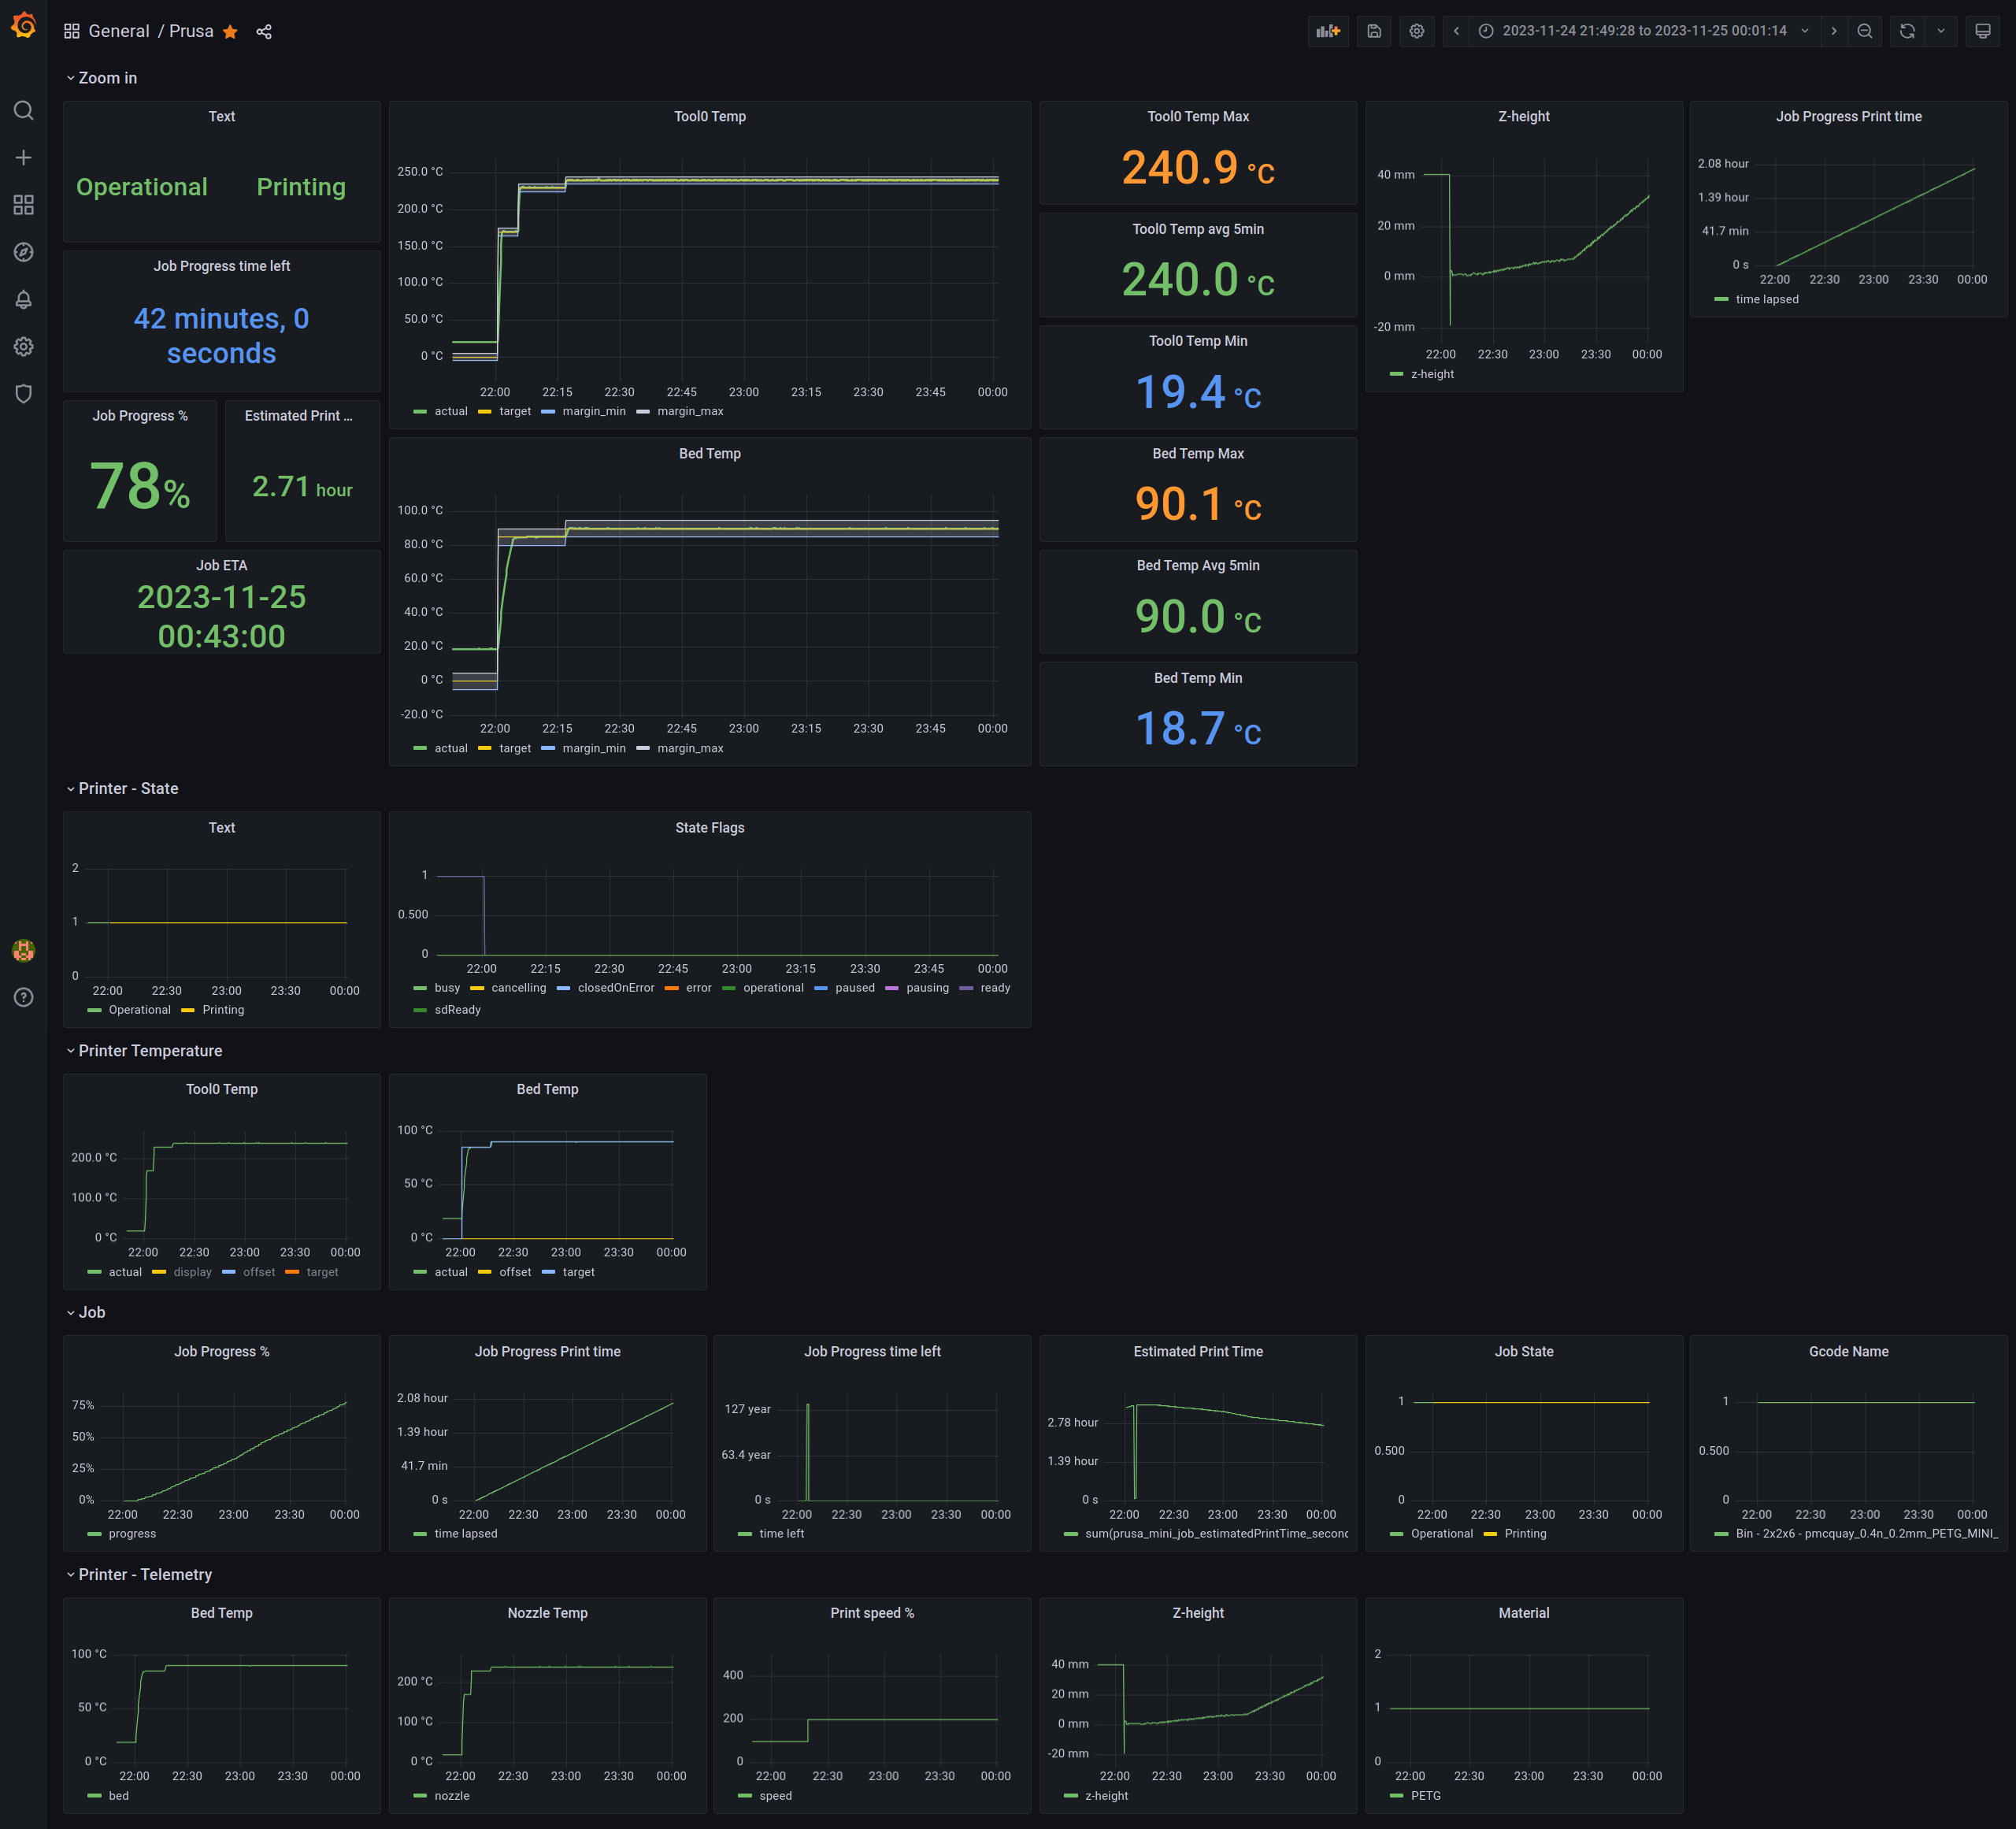 General / Prusa
2023-11-24 21:49:28 to 2023-11-25 00:01:14
Zoom in
Text
Operational Printing
Job Progress time left
42 minutes, 0
seconds
Job Progress %
78%
Estimated Print ...
2.71 hour
Job ETA
2023-11-25
00:43:00
Tool0 Temp
250.0 °C
200.0 °C
150.0 °C
100.0 °C
50.0 °C
0 °C
22:00 22:15 22:30 22:45 23:00 23:15 23:30 23:45 00:00
actual target margin_min margin_max
Bed Temp
100.0 °C
80.0 °C
60.0 °C
40.0 °C
20.0 °C
0 °C
-20.0 °C
22:00 22:15 22:30 22:45 23:00 23:15 23:30 23:45 00:00
actual target margin_min margin_max
Tool0 Temp Max
240.9 °C
Tool0 Temp avg 5min
240.0 °C
Tool0 Temp Min
19.4 °C
Bed Temp Max
90.1 °C
Bed Temp Avg 5min
90.0 °C
Bed Temp Min
18.7 °C
Z-height
40 mm
20 mm
0 mm
-20 mm
22:00 22:30 23:00 23:30 00:00
z-height
Job Progress Print time
2.08 hour
1.39 hour
41.7 min
0 s
22:00 22:30 23:00 23:30 00:00
time lapsed
Printer - State
Text
2
1
0
22:00 22:30 23:00 23:30 00:00
Operational Printing
State Flags
1
0.500
0
22:00 22:15 22:30 22:45 23:00 23:15 23:30 23:45 00:00
busy cancelling closedOnError error operational paused pausing ready
sdReady
Printer Temperature
Tool0 Temp
200.0 °C
100.0 °C
0 °C
22:00 22:30 23:00 23:30 00:00
actual display offset target
Bed Temp
100 °C
50 °C
0 °C
22:00 22:30 23:00 23:30 00:00
actual offset target
Job
Job Progress %
75%
50%
25%
0%
22:00 22:30 23:00 23:30 00:00
progress
Job Progress Print time
2.08 hour
1.39 hour
41.7 min
0 s
22:00 22:30 23:00 23:30 00:00
time lapsed
Job Progress time left
127 year
63.4 year
0 s
22:00 22:30 23:00 23:30 00:00
time left
Estimated Print Time
2.78 hour
1.39 hour
0 s
22:00 22:30 23:00 23:30 00:00
sum(prusa_mini_job_estimatedPrintTime_second
Job State
1
0.500
0
22:00 22:30 23:00 23:30 00:00
Operational Printing
Gcode Name
1
0.500
0
22:00 22:30 23:00 23:30 00:00
Bin - 2x2x6 - pmcquay_0.4n_0.2mm_PETG_MINI_
Printer - Telemetry
Bed Temp
100 °C
50 °C
0 °C
22:00 22:30 23:00 23:30 00:00
bed
Nozzle Temp
200 °C
100 °C
0 °C
22:00 22:30 23:00 23:30 00:00
nozzle
Print speed %
400
200
0
22:00 22:30 23:00 23:30 00:00
speed
Z-height
40 mm
20 mm
0 mm
-20 mm
22:00 22:30 23:00 23:30 00:00
z-height
Material
2
1
0
22:00 22:30 23:00 23:30 00:00
PETG